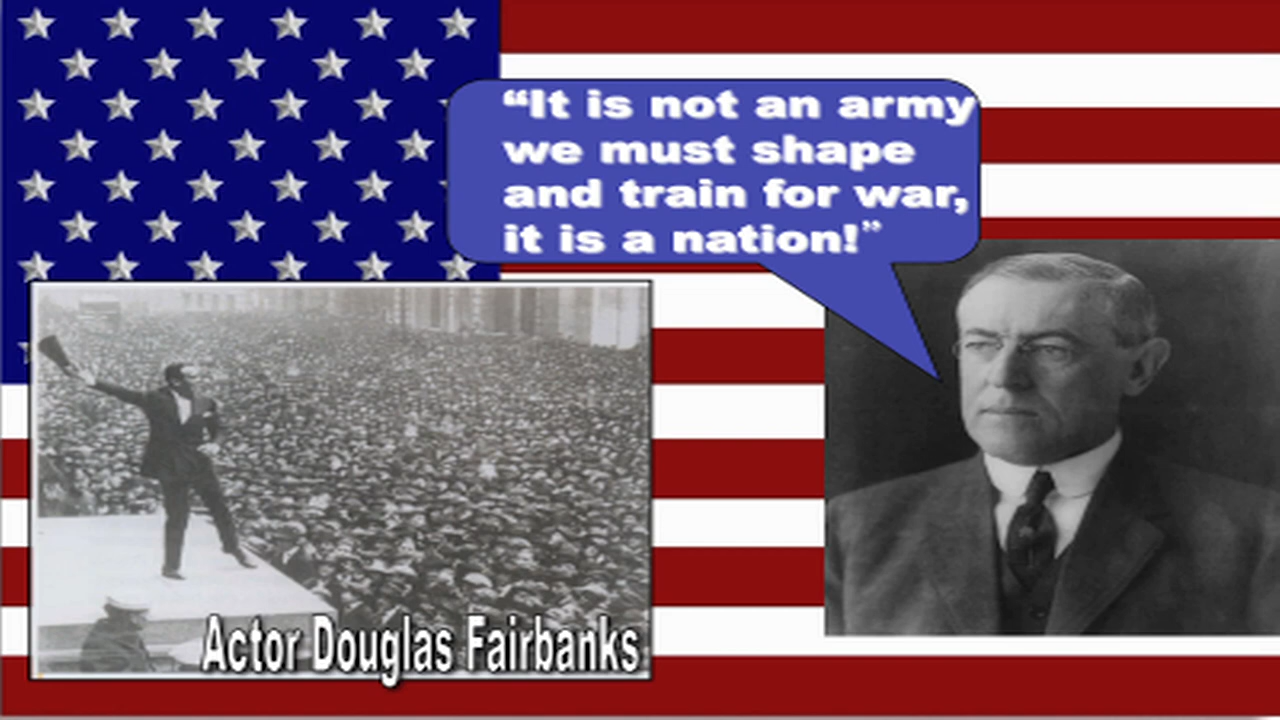 “It is not an army
we must shape
and train for war,
it is a nation!”
Actor Douglas Fairbanks